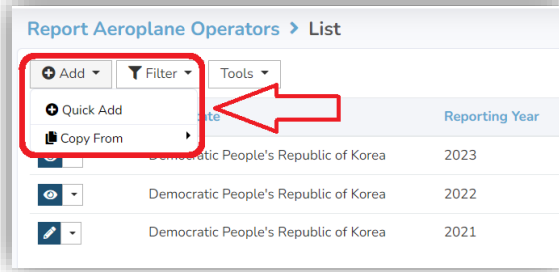 Report Aeroplane Operators > List
Add Filter Tools
Quick Add
Copy From
Reporting Year
Democratic People's Republic of Korea 2023
Democratic People's Republic of Korea 2022
Democratic People's Republic of Korea 2021